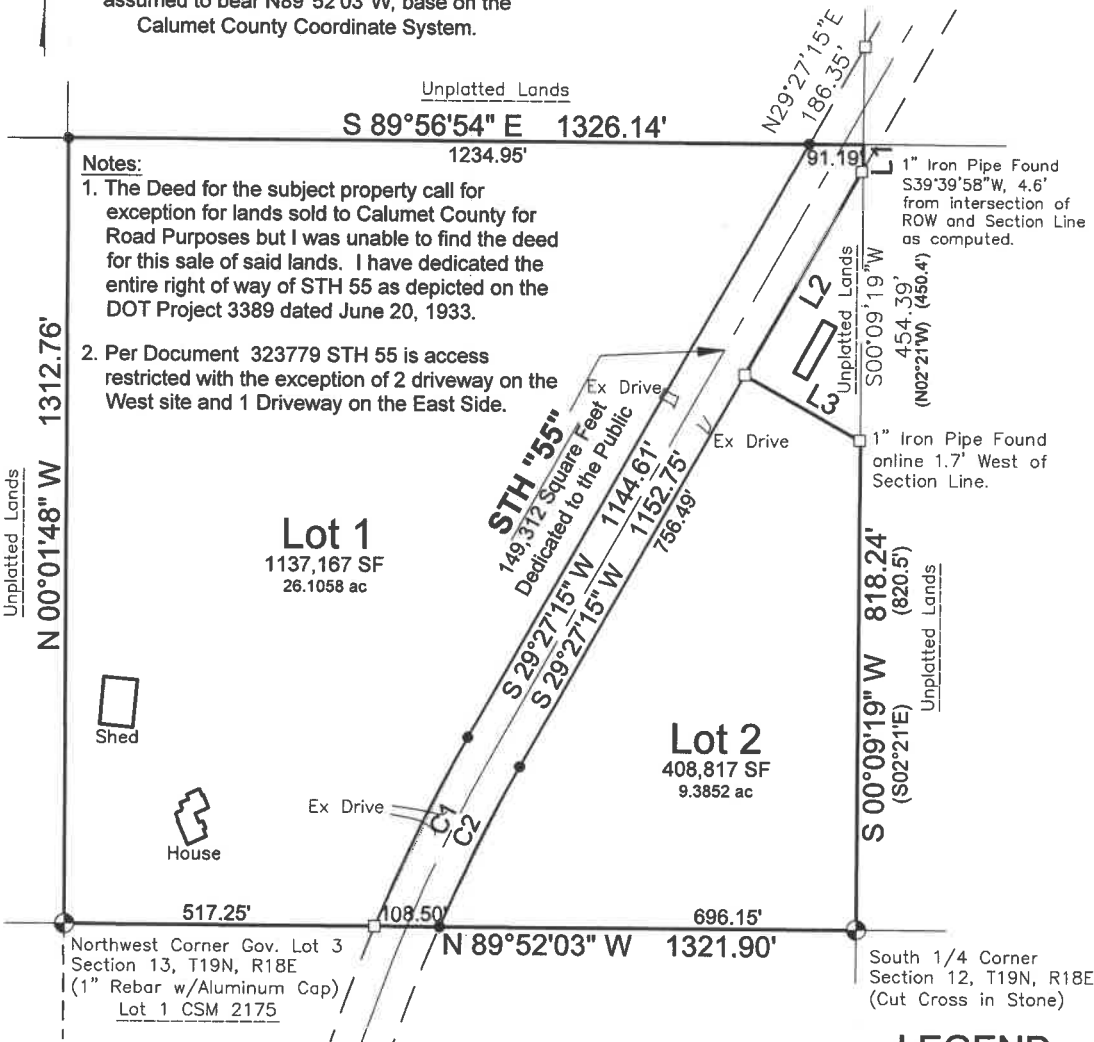 assumed to bear N89°52'03"W, base on the
Calumet County Coordinate System.
N29°27'15"E
186.35'
Unplatted Lands
S 89°56'54" E 1326.14'
1234.95'
91.19'
L1
1" Iron Pipe Found
S39°39'58"W, 4.6'
from intersection of
ROW and Section Line
as computed.
Notes:
1. The Deed for the subject property call for
exception for lands sold to Calumet County for
Road Purposes but I was unable to find the deed
for this sale of said lands. I have dedicated the
entire right of way of STH 55 as depicted on the
DOT Project 3389 dated June 20, 1933.
2. Per Document 323779 STH 55 is access
restricted with the exception of 2 driveway on the
West site and 1 Driveway on the East Side.
Unplatted Lands
N 00°01'48" W 1312.76'
L2
L3
Unplatted Lands
S00°09'19"W
454.39'
(N02°21'W) (450.4')
Ex Drive
Ex Drive
1" Iron Pipe Found
online 1.7' West of
Section Line.
STH "55"
149,312 Square Feet
Dedicated to the Public
S 29°27'15" W 1144.61'
S 29°27'15" W 1152.75'
756.49'
Lot 1
1137,167 SF
26.1058 ac
S 00°09'19" W 818.24'
(S02°21'E) (820.5')
Unplatted Lands
Shed
Lot 2
408,817 SF
9.3852 ac
Ex Drive
C1
C2
House
517.25'
108.50'
696.15'
N 89°52'03" W 1321.90'
Northwest Corner Gov. Lot 3
Section 13, T19N, R18E
(1" Rebar w/Aluminum Cap)
Lot 1 CSM 2175
South 1/4 Corner
Section 12, T19N, R18E
(Cut Cross in Stone)
LEGEND